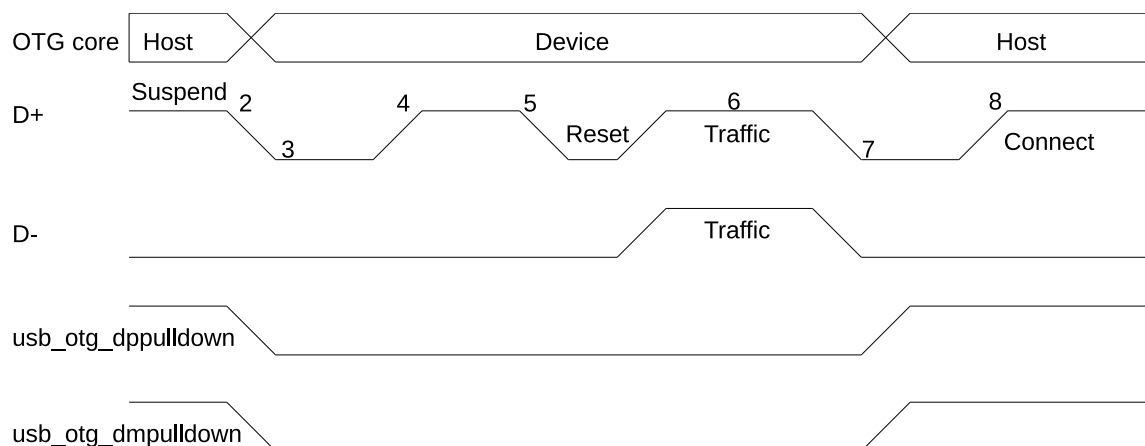 OTG core Host Device Host
Suspend 2 4 5 6 8
D+
3 Reset Traffic 7 Connect
D- Traffic
usb_otg_dppulldown
usb_otg_dmpulldown